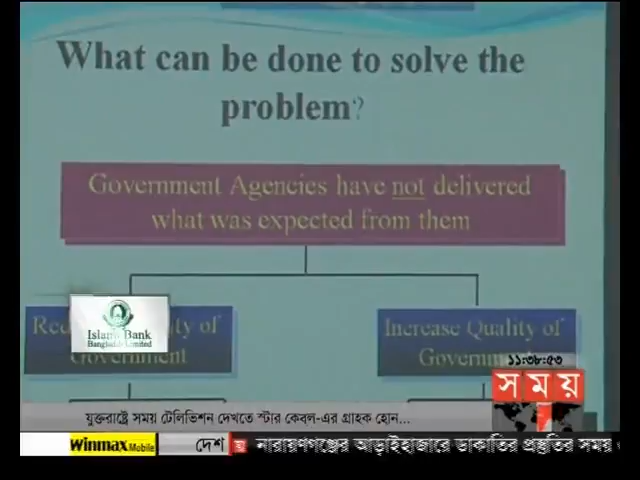 What can be done to solve the
problem?
Government Agencies have not delivered
what was expected from them
ty of
Government
Increase Quality of
Islami Bank
Bangladesh Limited
১১:৩৮:৫৩
সময়
যুক্তরাষ্ট্রে সময় টেলিভিশন দেখতে স্টার কেব্‌ল-এর গ্রাহক হোন...
Winmax Mobile
দেশ
নারায়ণগঞ্জের আড়াইহাজারে ডাকাতির প্রস্তুতির সময়